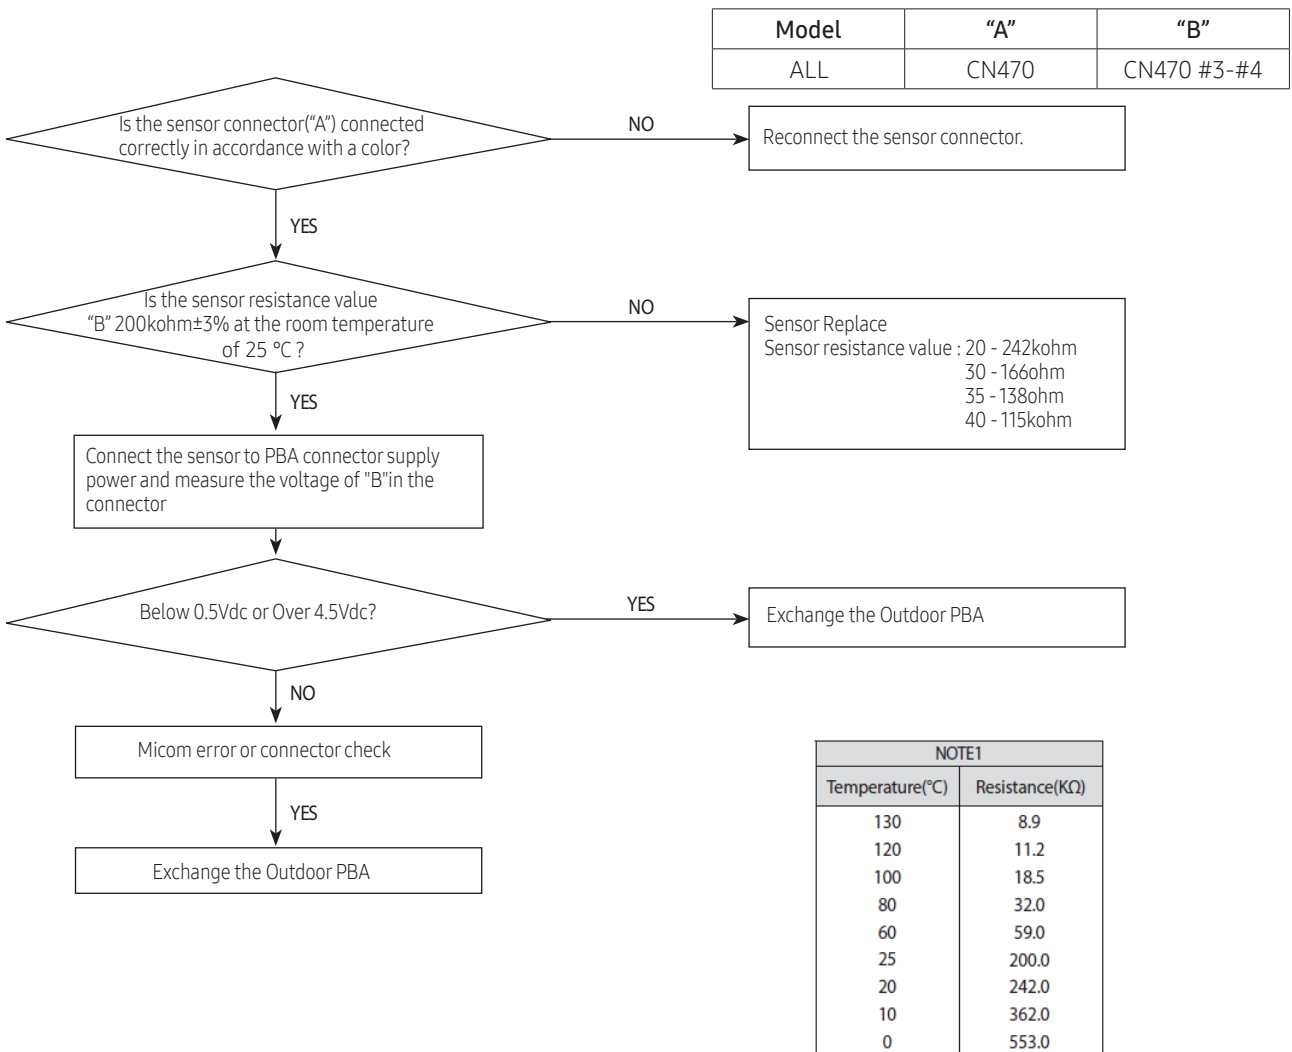 Model “A” “B”
ALL CN470 CN470 #3-#4
Is the sensor connector(“A”) connected
correctly in accordance with a color?
NO
Reconnect the sensor connector.
YES
Is the sensor resistance value
“B” 200kohm±3% at the room temperature
of 25 °C ?
NO
Sensor Replace
Sensor resistance value : 20 - 242kohm
30 - 166ohm
35 - 138ohm
40 - 115kohm
YES
Connect the sensor to PBA connector supply
power and measure the voltage of "B"in the
connector
Below 0.5Vdc or Over 4.5Vdc?
YES
Exchange the Outdoor PBA
NO
Micom error or connector check
YES
Exchange the Outdoor PBA
NOTE1
Temperature(°C) Resistance(KΩ)
130 8.9
120 11.2
100 18.5
80 32.0
60 59.0
25 200.0
20 242.0
10 362.0
0 553.0